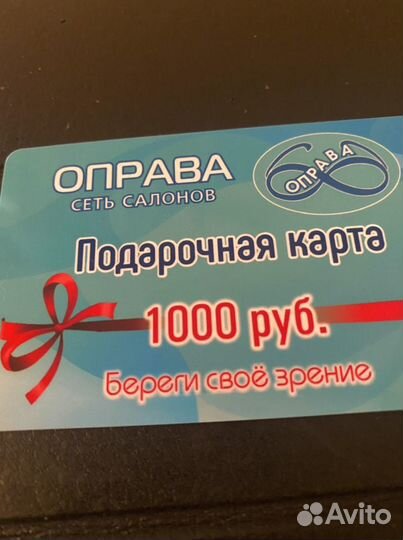 ОПРАВА
СЕТЬ САЛОНОВ
ОПРАВА
Подарочная карта
1000 руб.
Береги своё зрение
Avito